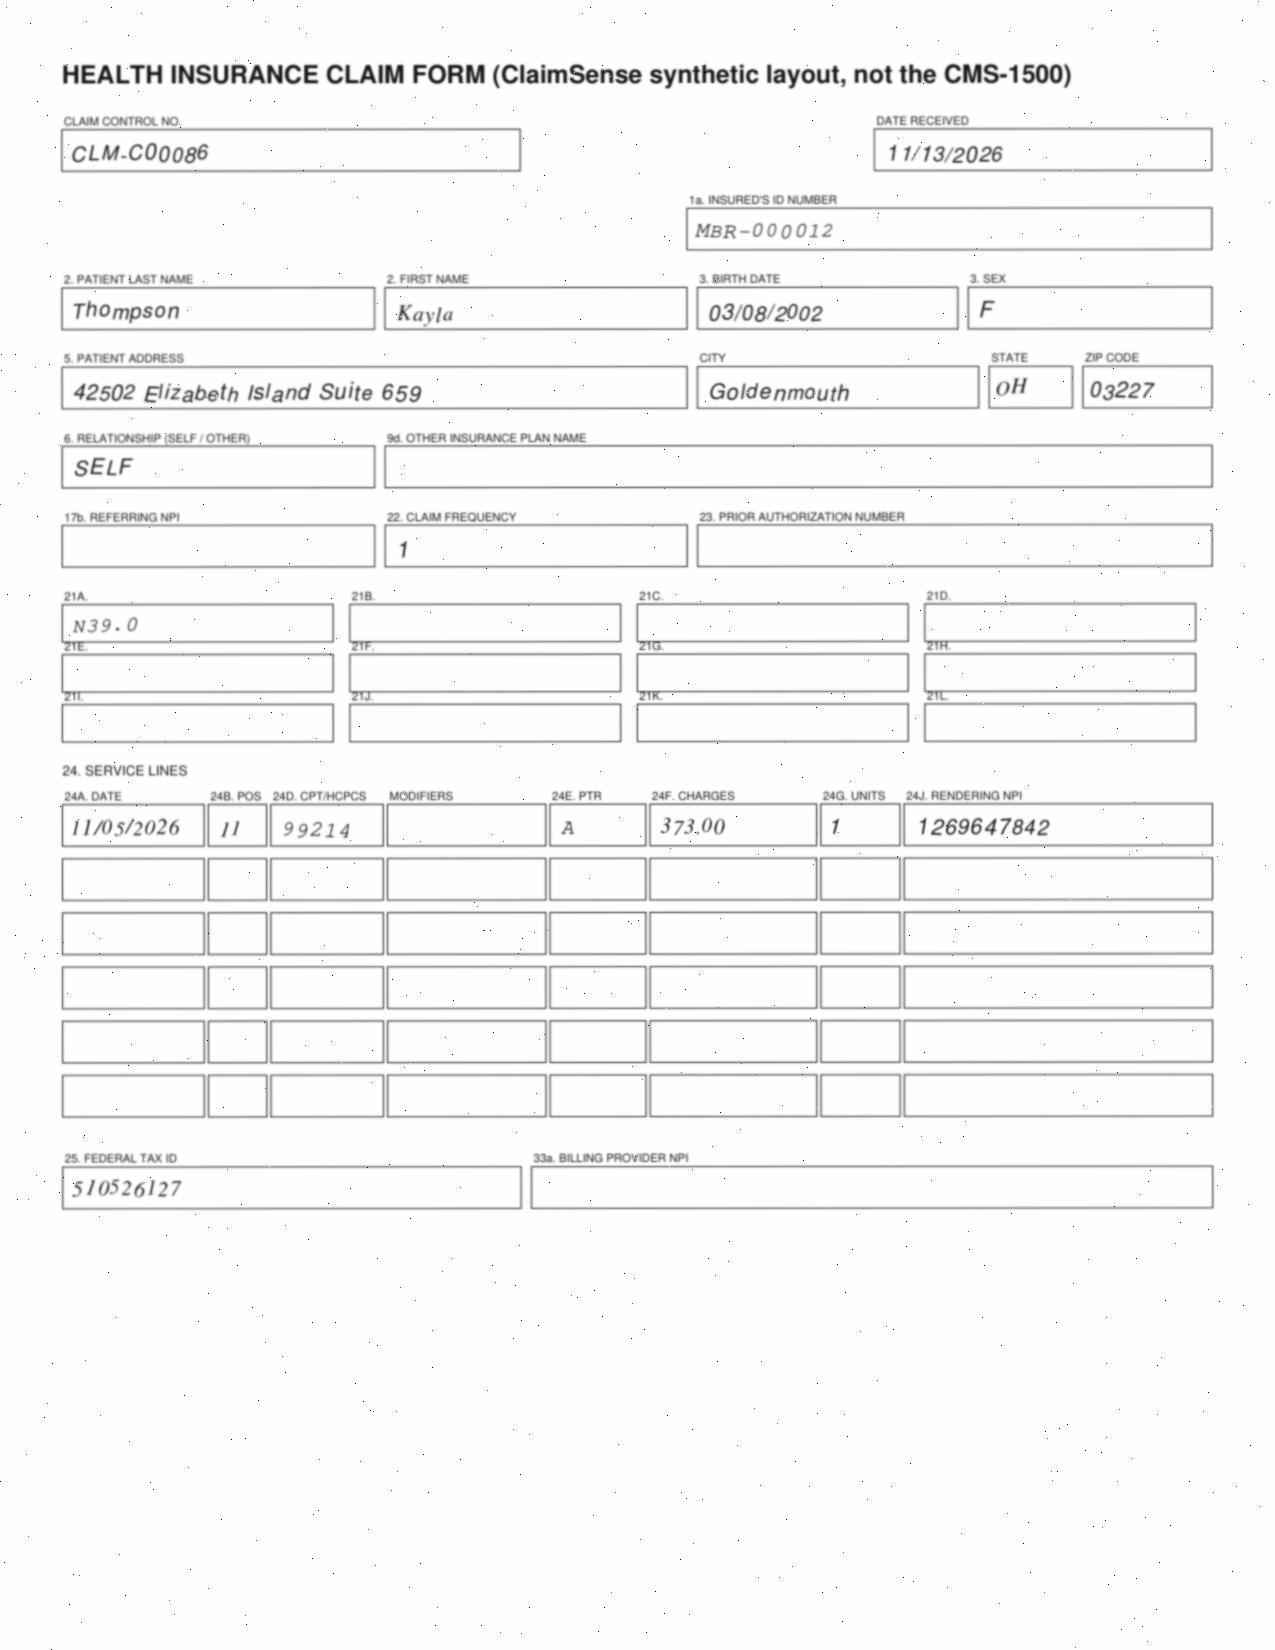 HEALTH INSURANCE CLAIM FORM (ClaimSense synthetic layout, not the CMS-1500)
CLAIM CONTROL NO. DATE RECEIVED
CLM-C00086 11/13/2026
1a. INSURED'S ID NUMBER
MBR-000012
2. PATIENT LAST NAME 2. FIRST NAME 3. BIRTH DATE 3. SEX
Thompson Kayla 03/08/2002 F
5. PATIENT ADDRESS CITY STATE ZIP CODE
42502 Elizabeth Island Suite 659 Goldenmouth OH 03227
6. RELATIONSHIP (SELF / OTHER) 9d. OTHER INSURANCE PLAN NAME
SELF
17b. REFERRING NPI 22. CLAIM FREQUENCY 23. PRIOR AUTHORIZATION NUMBER
1
21A. 21B. 21C. 21D.
N39.0
21E. 21F. 21G. 21H.
21I. 21J. 21K. 21L.
24. SERVICE LINES
24A. DATE 24B. POS 24D. CPT/HCPCS MODIFIERS 24E. PTR 24F. CHARGES 24G. UNITS 24J. RENDERING NPI
11/05/2026 11 99214 A 373.00 1 1269647842
25. FEDERAL TAX ID 33a. BILLING PROVIDER NPI
510526127